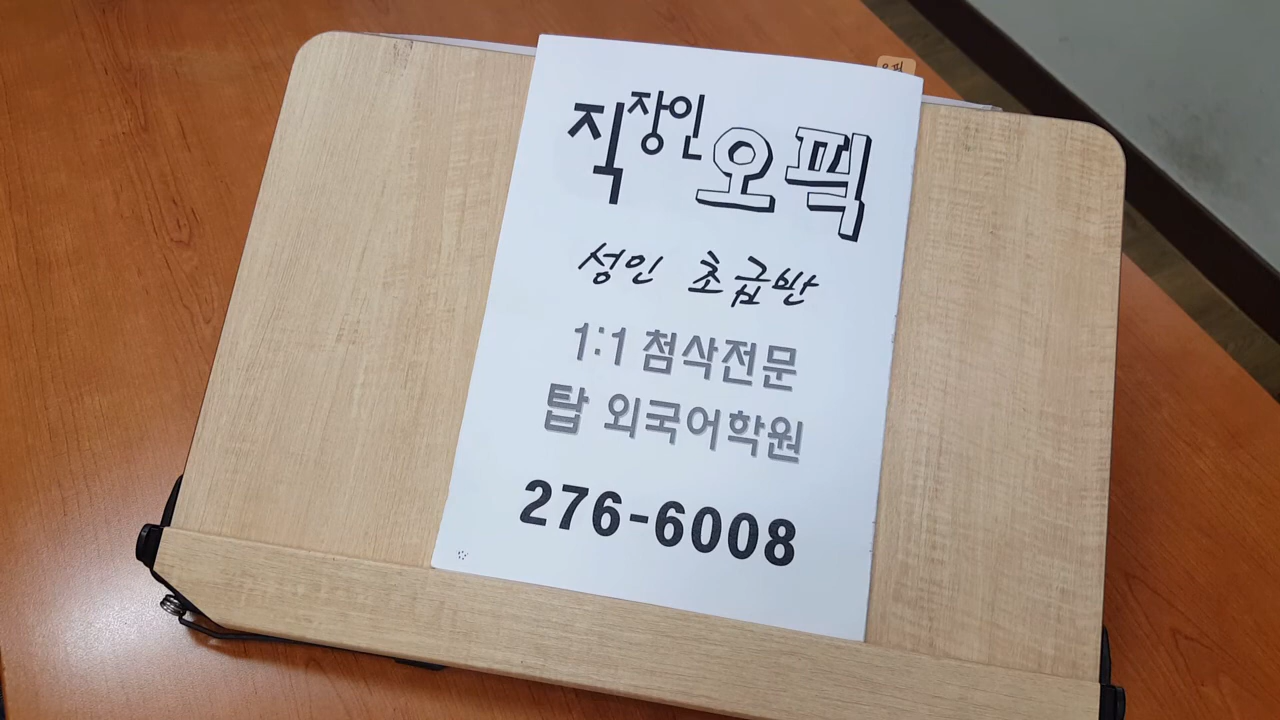 직장인 오픽
성인 초급반
1:1 첨삭전문
탑 외국어학원
276-6008